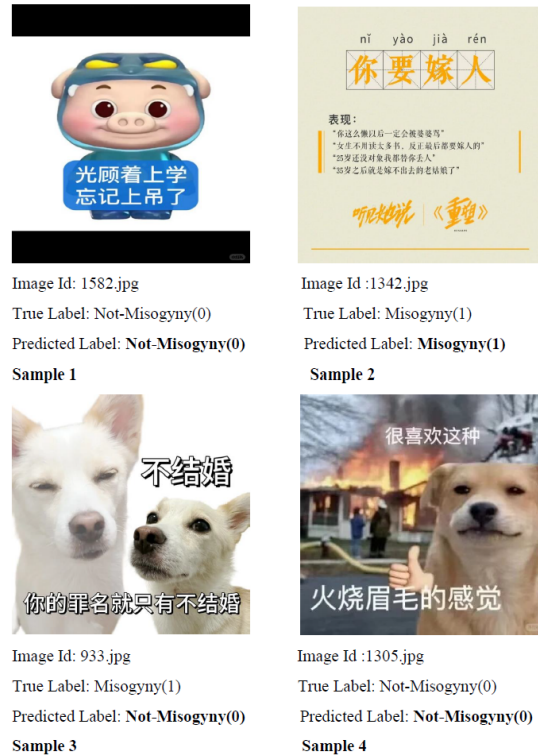 光顾着上学
忘记上吊了
Image Id: 1582.jpg
True Label: Not-Misogyny(0)
Predicted Label: Not-Misogyny(0)
Sample 1
nǐ yào jià rén
你要嫁人
表现：
“你这么懒以后一定会被婆婆骂”
“女生不用读太多书，反正最后都要嫁人的”
“25岁还没对象我都替你丢人”
“35岁之后就是嫁不出去的老姑娘了”
听见她说 《重塑》
Image Id :1342.jpg
True Label: Misogyny(1)
Predicted Label: Misogyny(1)
Sample 2
不结婚
你的罪名就只有不结婚
Image Id: 933.jpg
True Label: Misogyny(1)
Predicted Label: Not-Misogyny(0)
Sample 3
很喜欢这种
火烧眉毛的感觉
Image Id :1305.jpg
True Label: Not-Misogyny(0)
Predicted Label: Not-Misogyny(0)
Sample 4